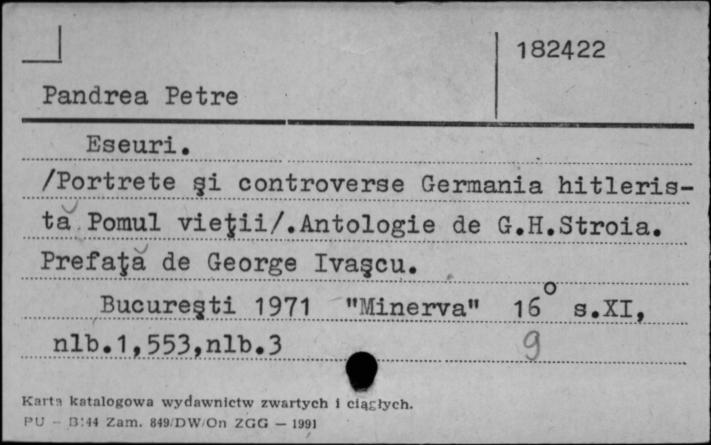 182422
Pandrea Petre
Eseuri.
/Portrete şi controverse Germania hitleris-
tă Pomul vieţii/.Antologie de G.H.Stroia.
Prefaţă de George Ivaşcu.
Bucureşti 1971 "Minerva" 16° s.XI,
nlb.1,553,nlb.3 9
Karta katalogowa wydawnictw zwartych i ciągłych.
PU – B/44 Zam. 849/DW/On ZGG — 1991